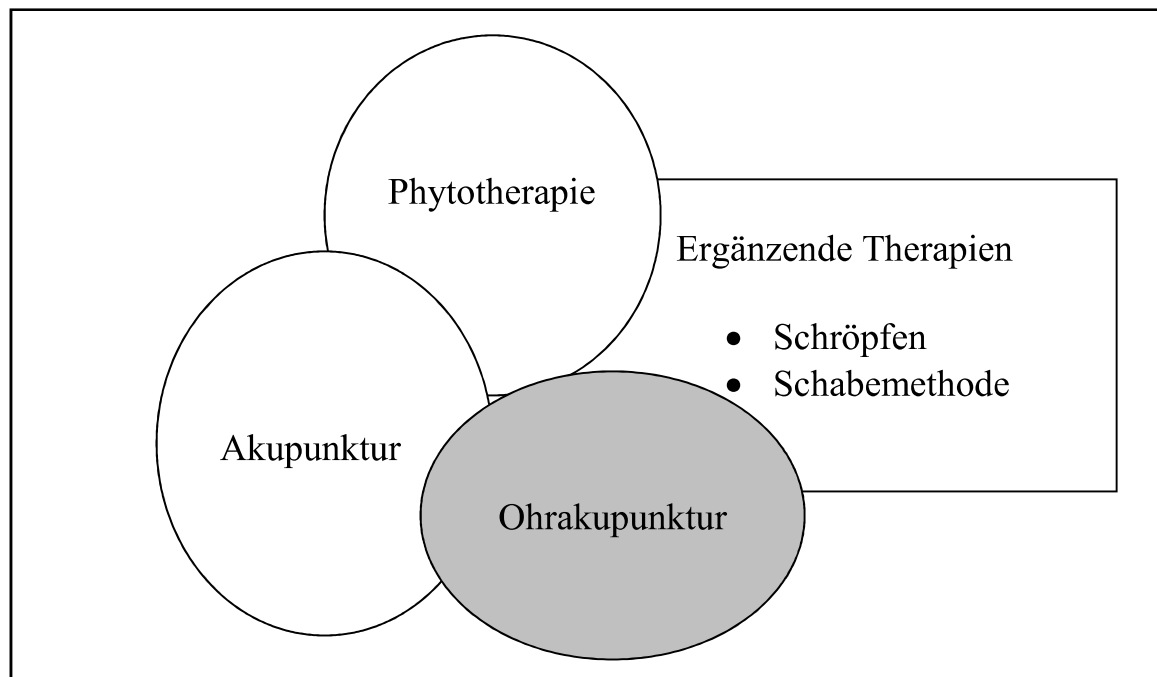 Phytotherapie
Ergänzende Therapien
• Schröpfen
• Schabemethode
Akupunktur
Ohrakupunktur